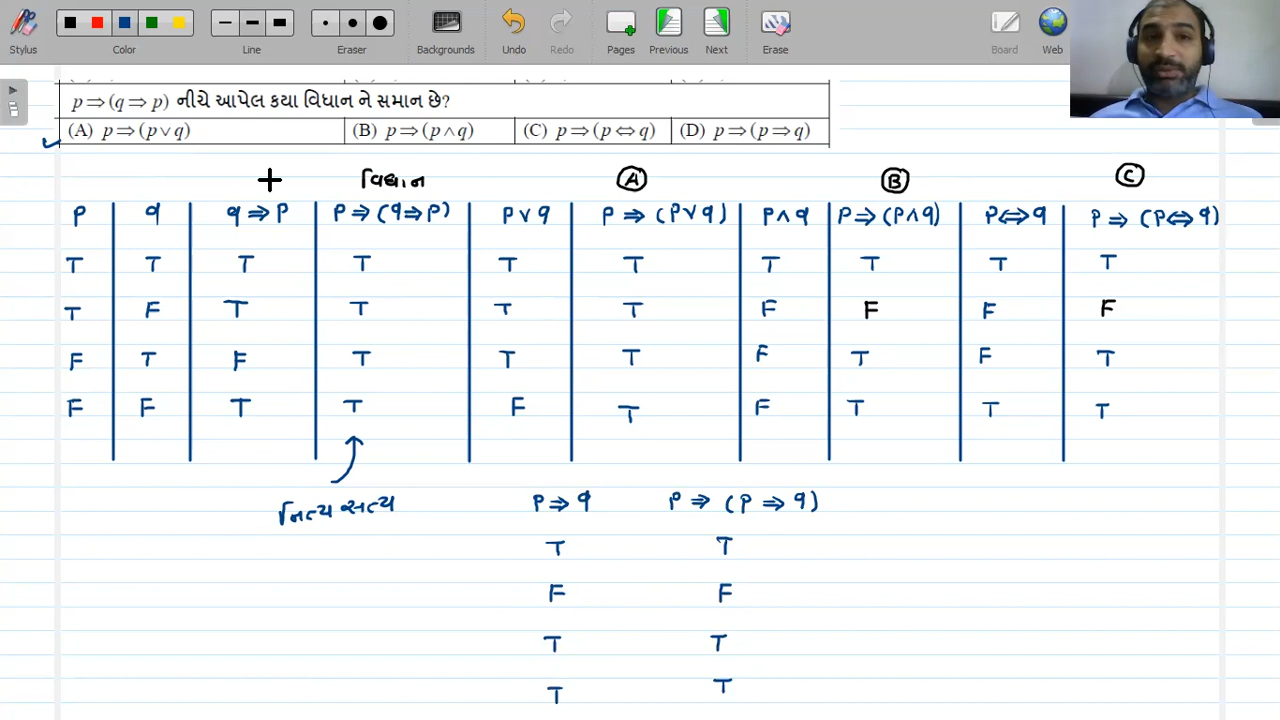 Stylus Color Line Eraser Backgrounds Undo Redo Pages Previous Next Erase Board Web
p ⇒ (q ⇒ p) નીચે આપેલ કયા વિધાન ને સમાન છે?
(A) p ⇒ (p ∨ q) (B) p ⇒ (p ∧ q) (C) p ⇒ (p ⇔ q) (D) p ⇒ (p ⇒ q)
વિધાન A B C
P q q ⇒ P P ⇒ (q ⇒ P) P ∨ q P ⇒ (P ∨ q) P ∧ q P ⇒ (P ∧ q) P ⇔ q P ⇒ (P ⇔ q)
T T T T T T T T T T
T F T T T T F F F F
F T F T T T F T F T
F F T T F T F T T T
નિત્ય સત્ય P ⇒ q P ⇒ (P ⇒ q)
T T
F F
T T
T T